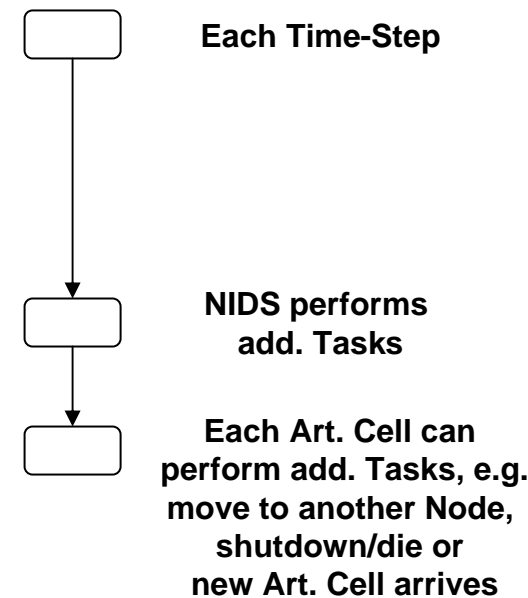 Each Time-Step
NIDS performs
add. Tasks
Each Art. Cell can
perform add. Tasks, e.g.
move to another Node,
shutdown/die or
new Art. Cell arrives